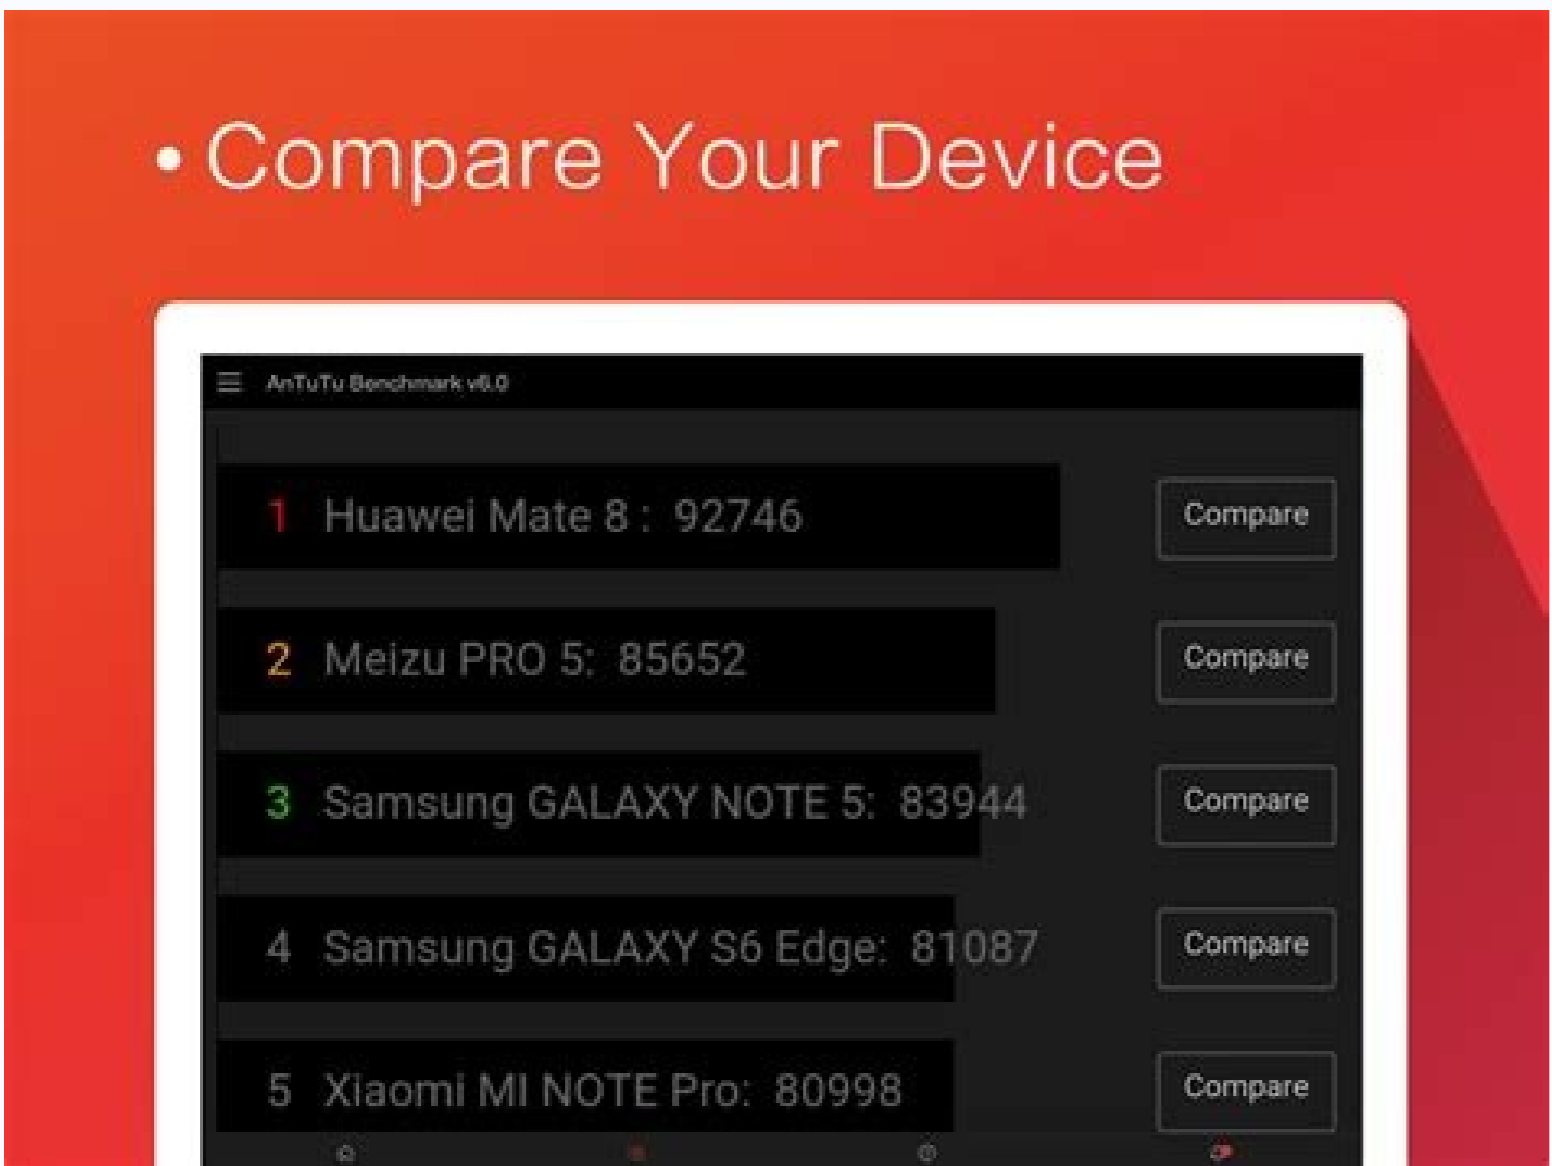 • Compare Your Device
AnTuTu Benchmark v6.0
1 Huawei Mate 8 : 92746 Compare
2 Meizu PRO 5: 85652 Compare
3 Samsung GALAXY NOTE 5: 83944 Compare
4 Samsung GALAXY S6 Edge: 81087 Compare
5 Xiaomi MI NOTE Pro: 80998 Compare